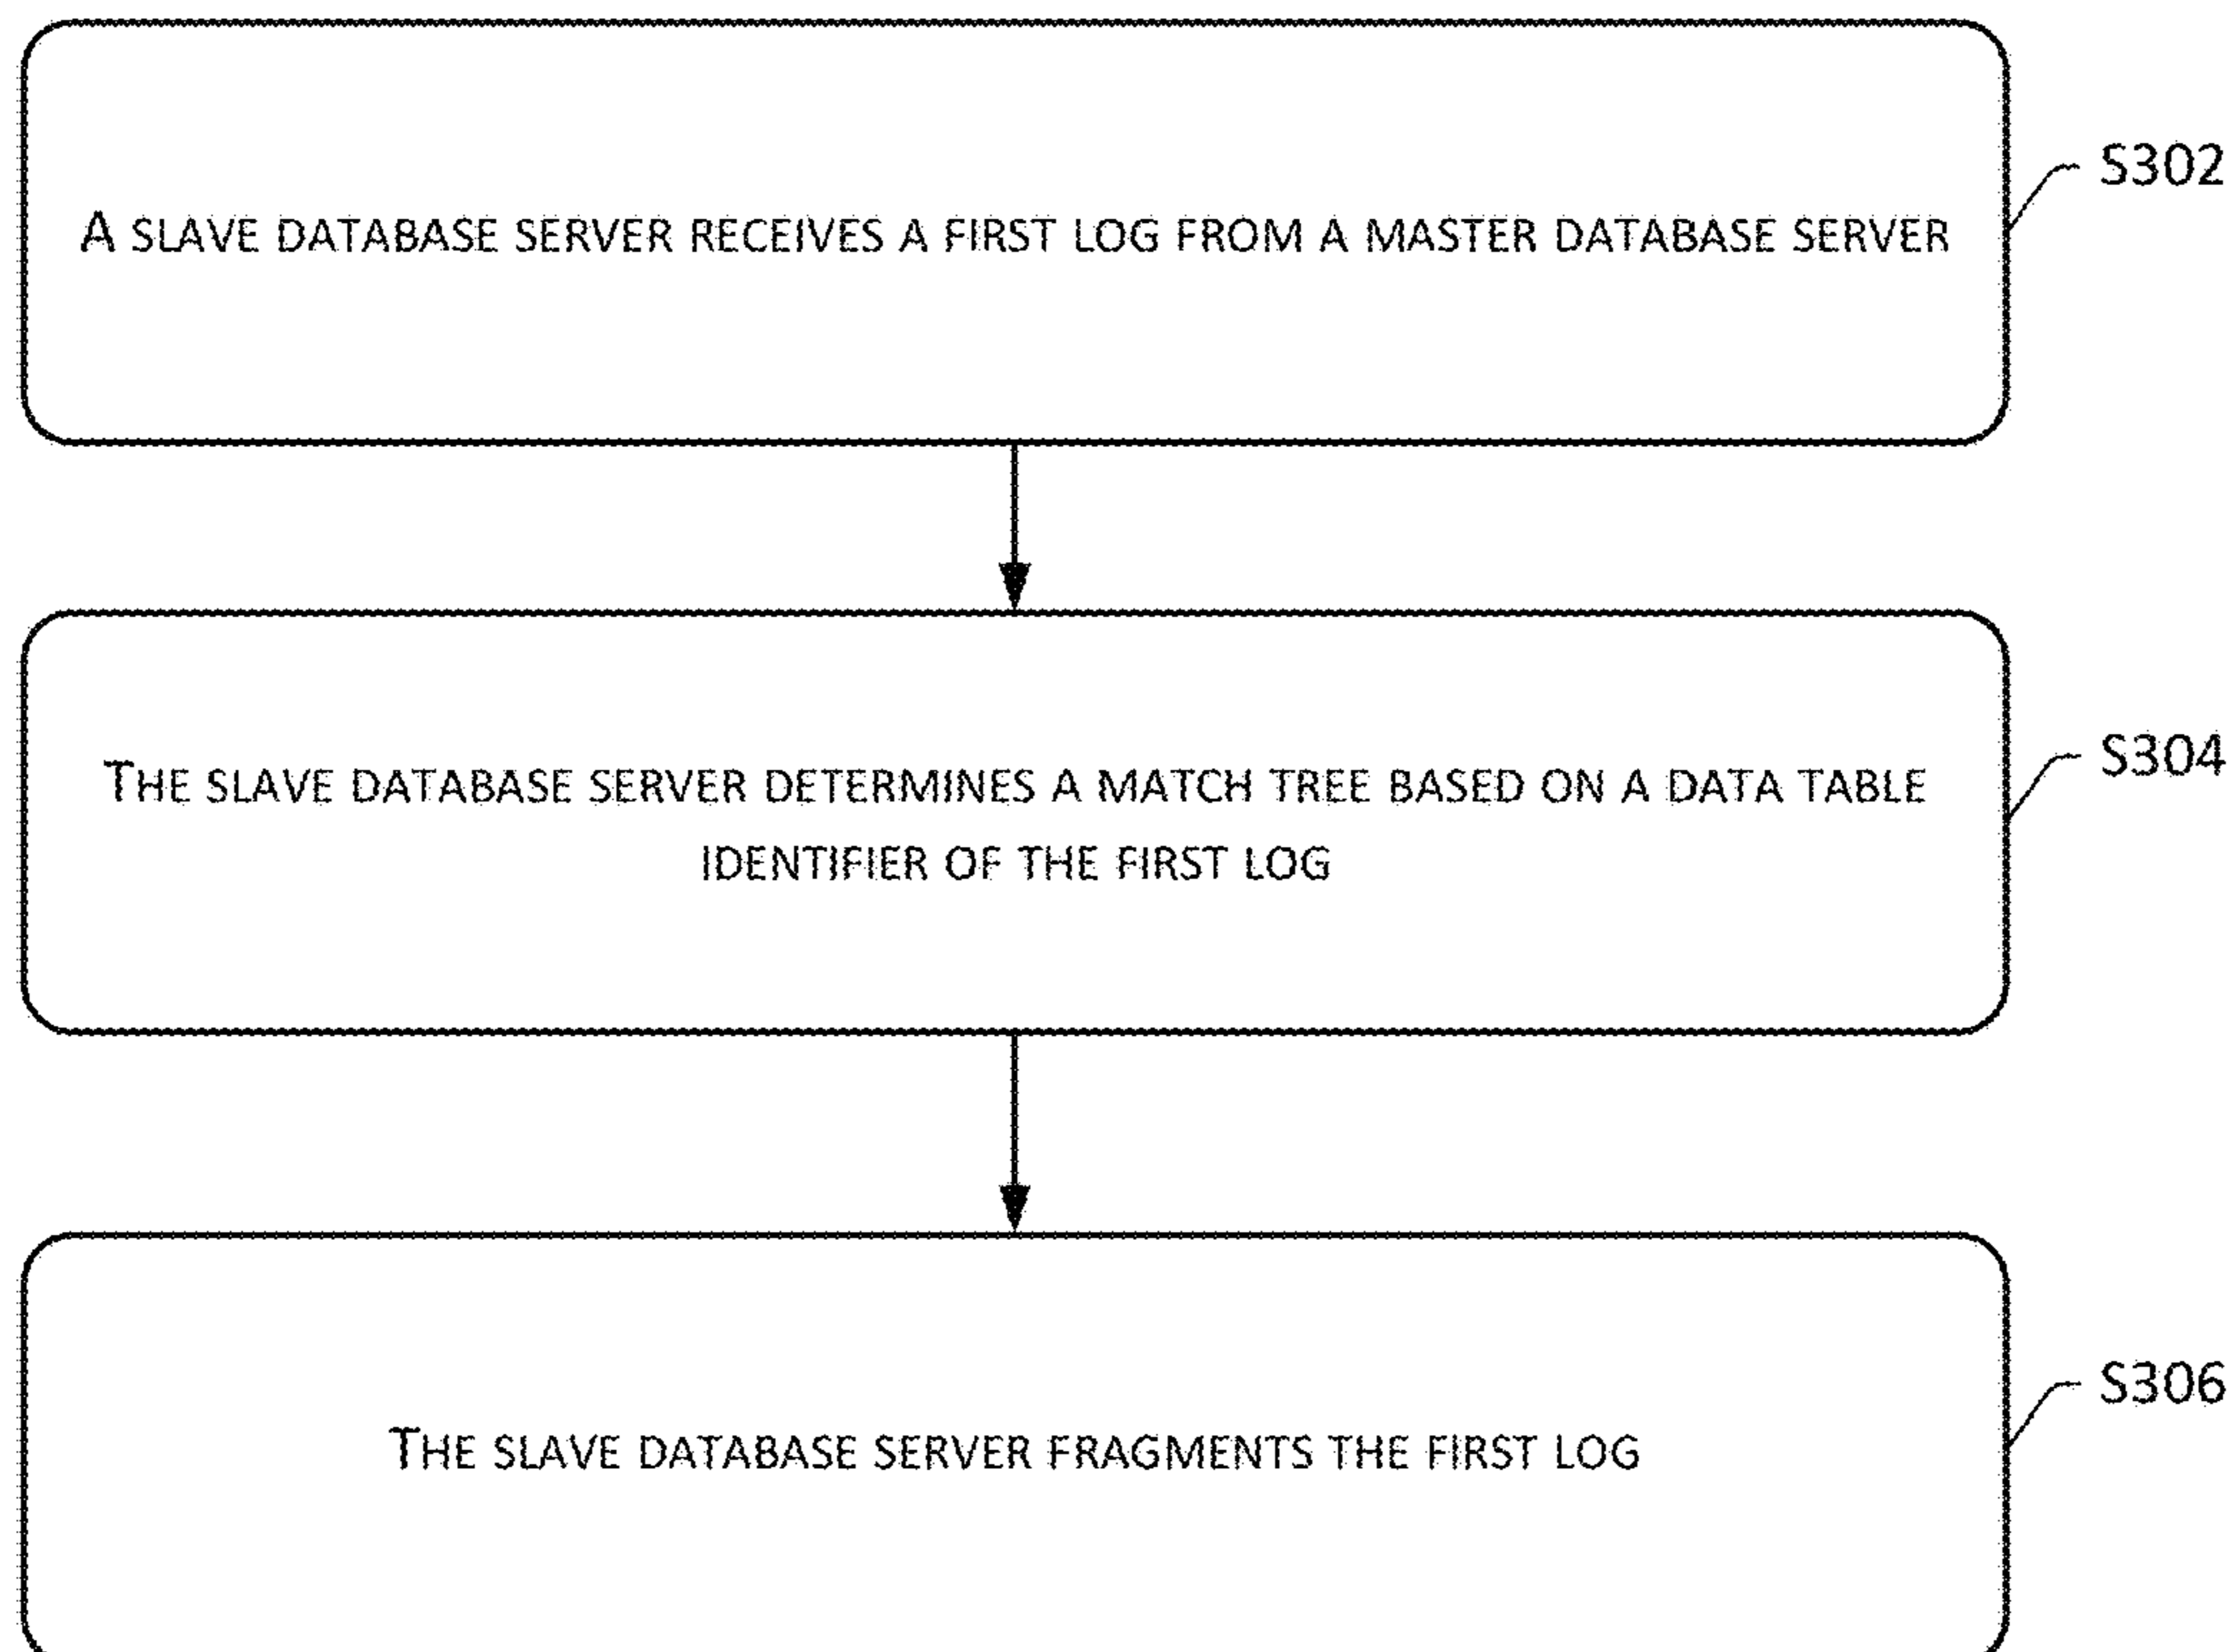 A SLAVE DATABASE SERVER RECEIVES A FIRST LOG FROM A MASTER DATABASE SERVER
S302
THE SLAVE DATABASE SERVER DETERMINES A MATCH TREE BASED ON A DATA TABLE
IDENTIFIER OF THE FIRST LOG
S304
THE SLAVE DATABASE SERVER FRAGMENTS THE FIRST LOG
S306